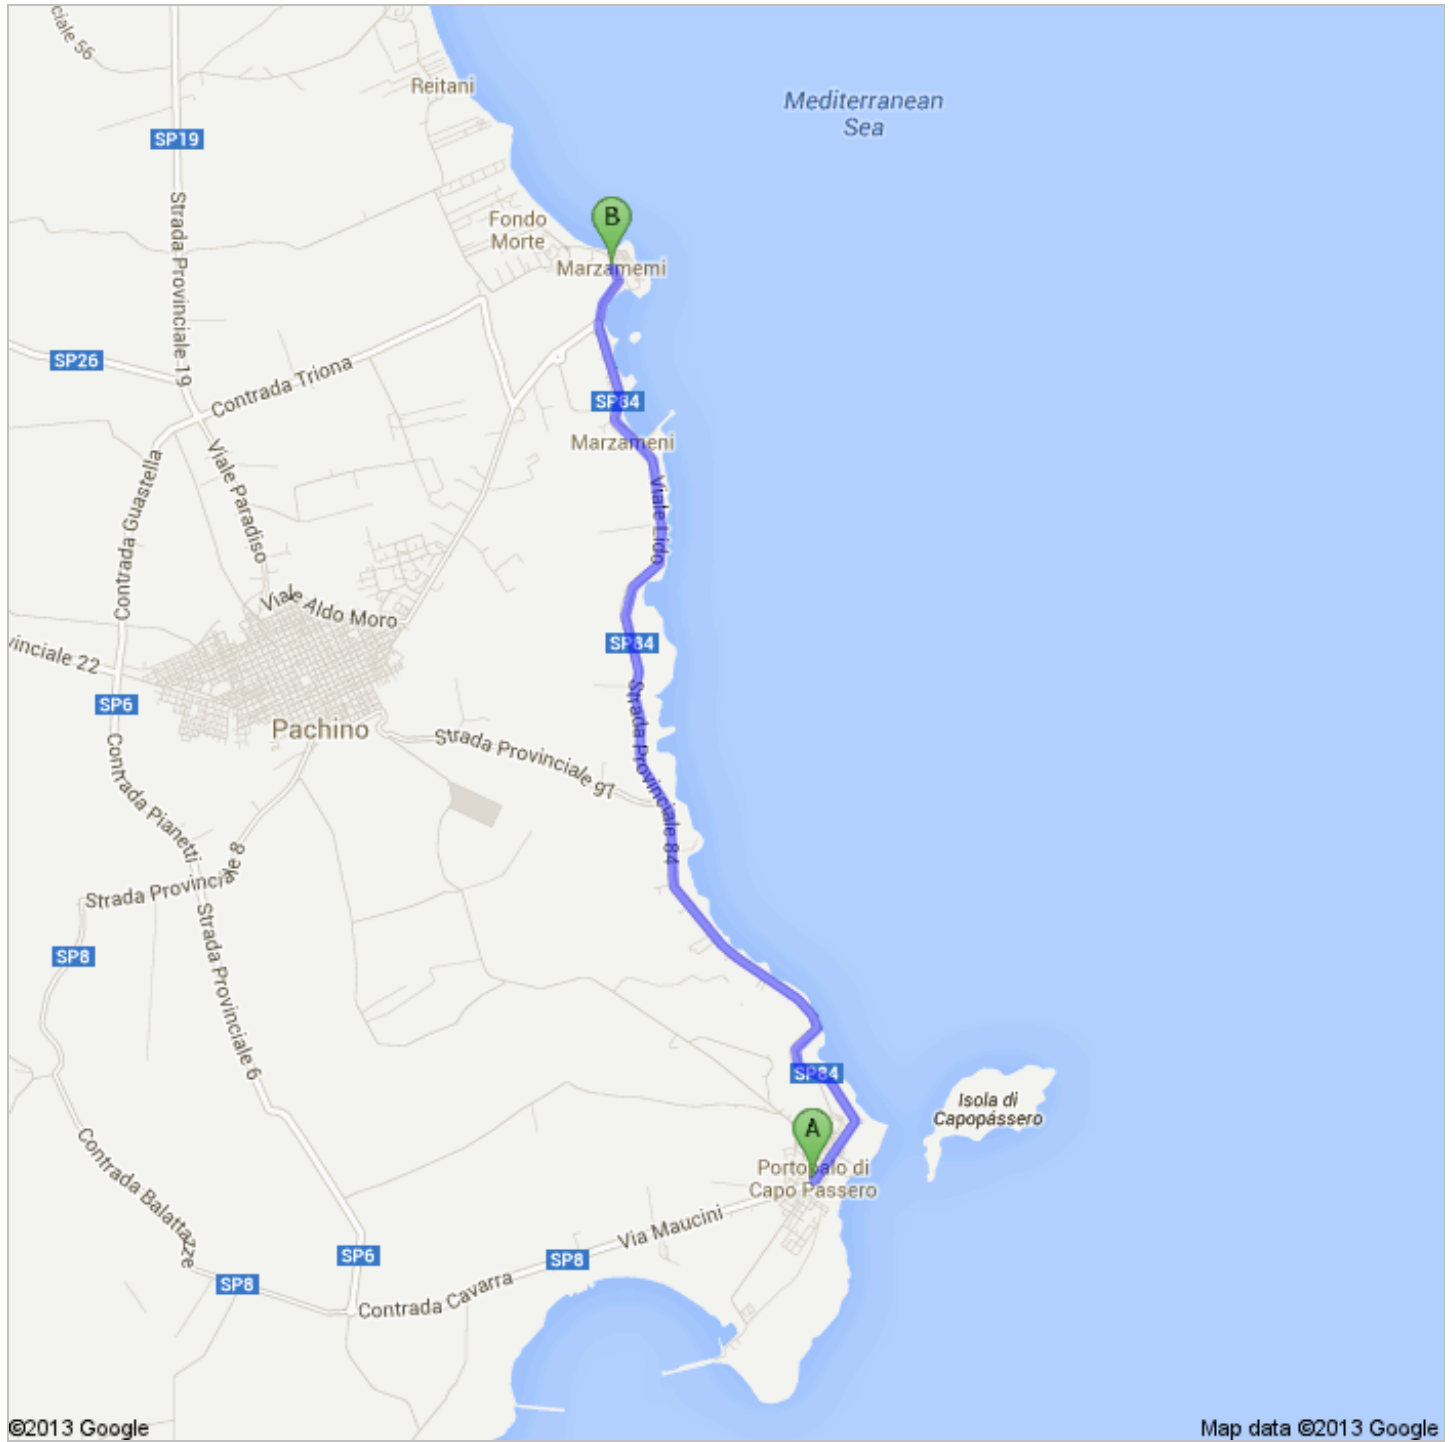 ciale 56
Reitani
Mediterranean
Sea
SP19
Strada Provinciale 19
B
Fondo
Morte
Marzamemi
SP26
Contrada Triona
SP84
Marzameni
Viale Paradiso
Contrada Guastella
Viale Lido
Viale Aldo Moro
vinciale 22
SP84
SP6
Pachino
Strada Provinciale 97
Strada Provinciale 84
Contrada Pianetti
Strada Provinciale 8
Strada Provinciale 6
SP8
SP84
Isola di
Capopássero
A
Portopalo di
Capo Passero
Contrada Balattazze
Via Maucini
SP6
SP8
SP8
Contrada Cavarra
©2013 Google
Map data ©2013 Google